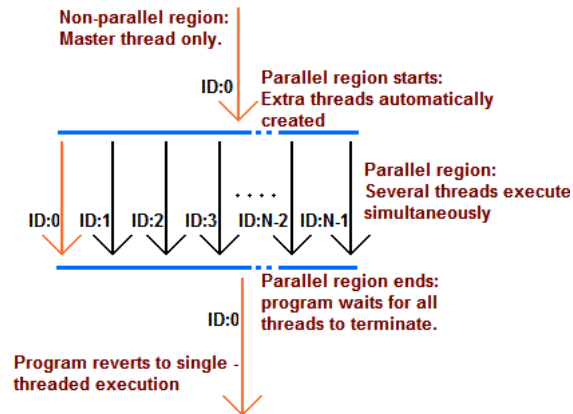 Non-parallel region:
Master thread only.
ID:0
Parallel region starts:
Extra threads automatically
created
Parallel region:
Several threads execute
simultaneously
. . . .
ID:0 ID:1 ID:2 ID:3 ID:N-2 ID:N-1
Parallel region ends:
program waits for all
threads to terminate.
ID:0
Program reverts to single -
threaded execution